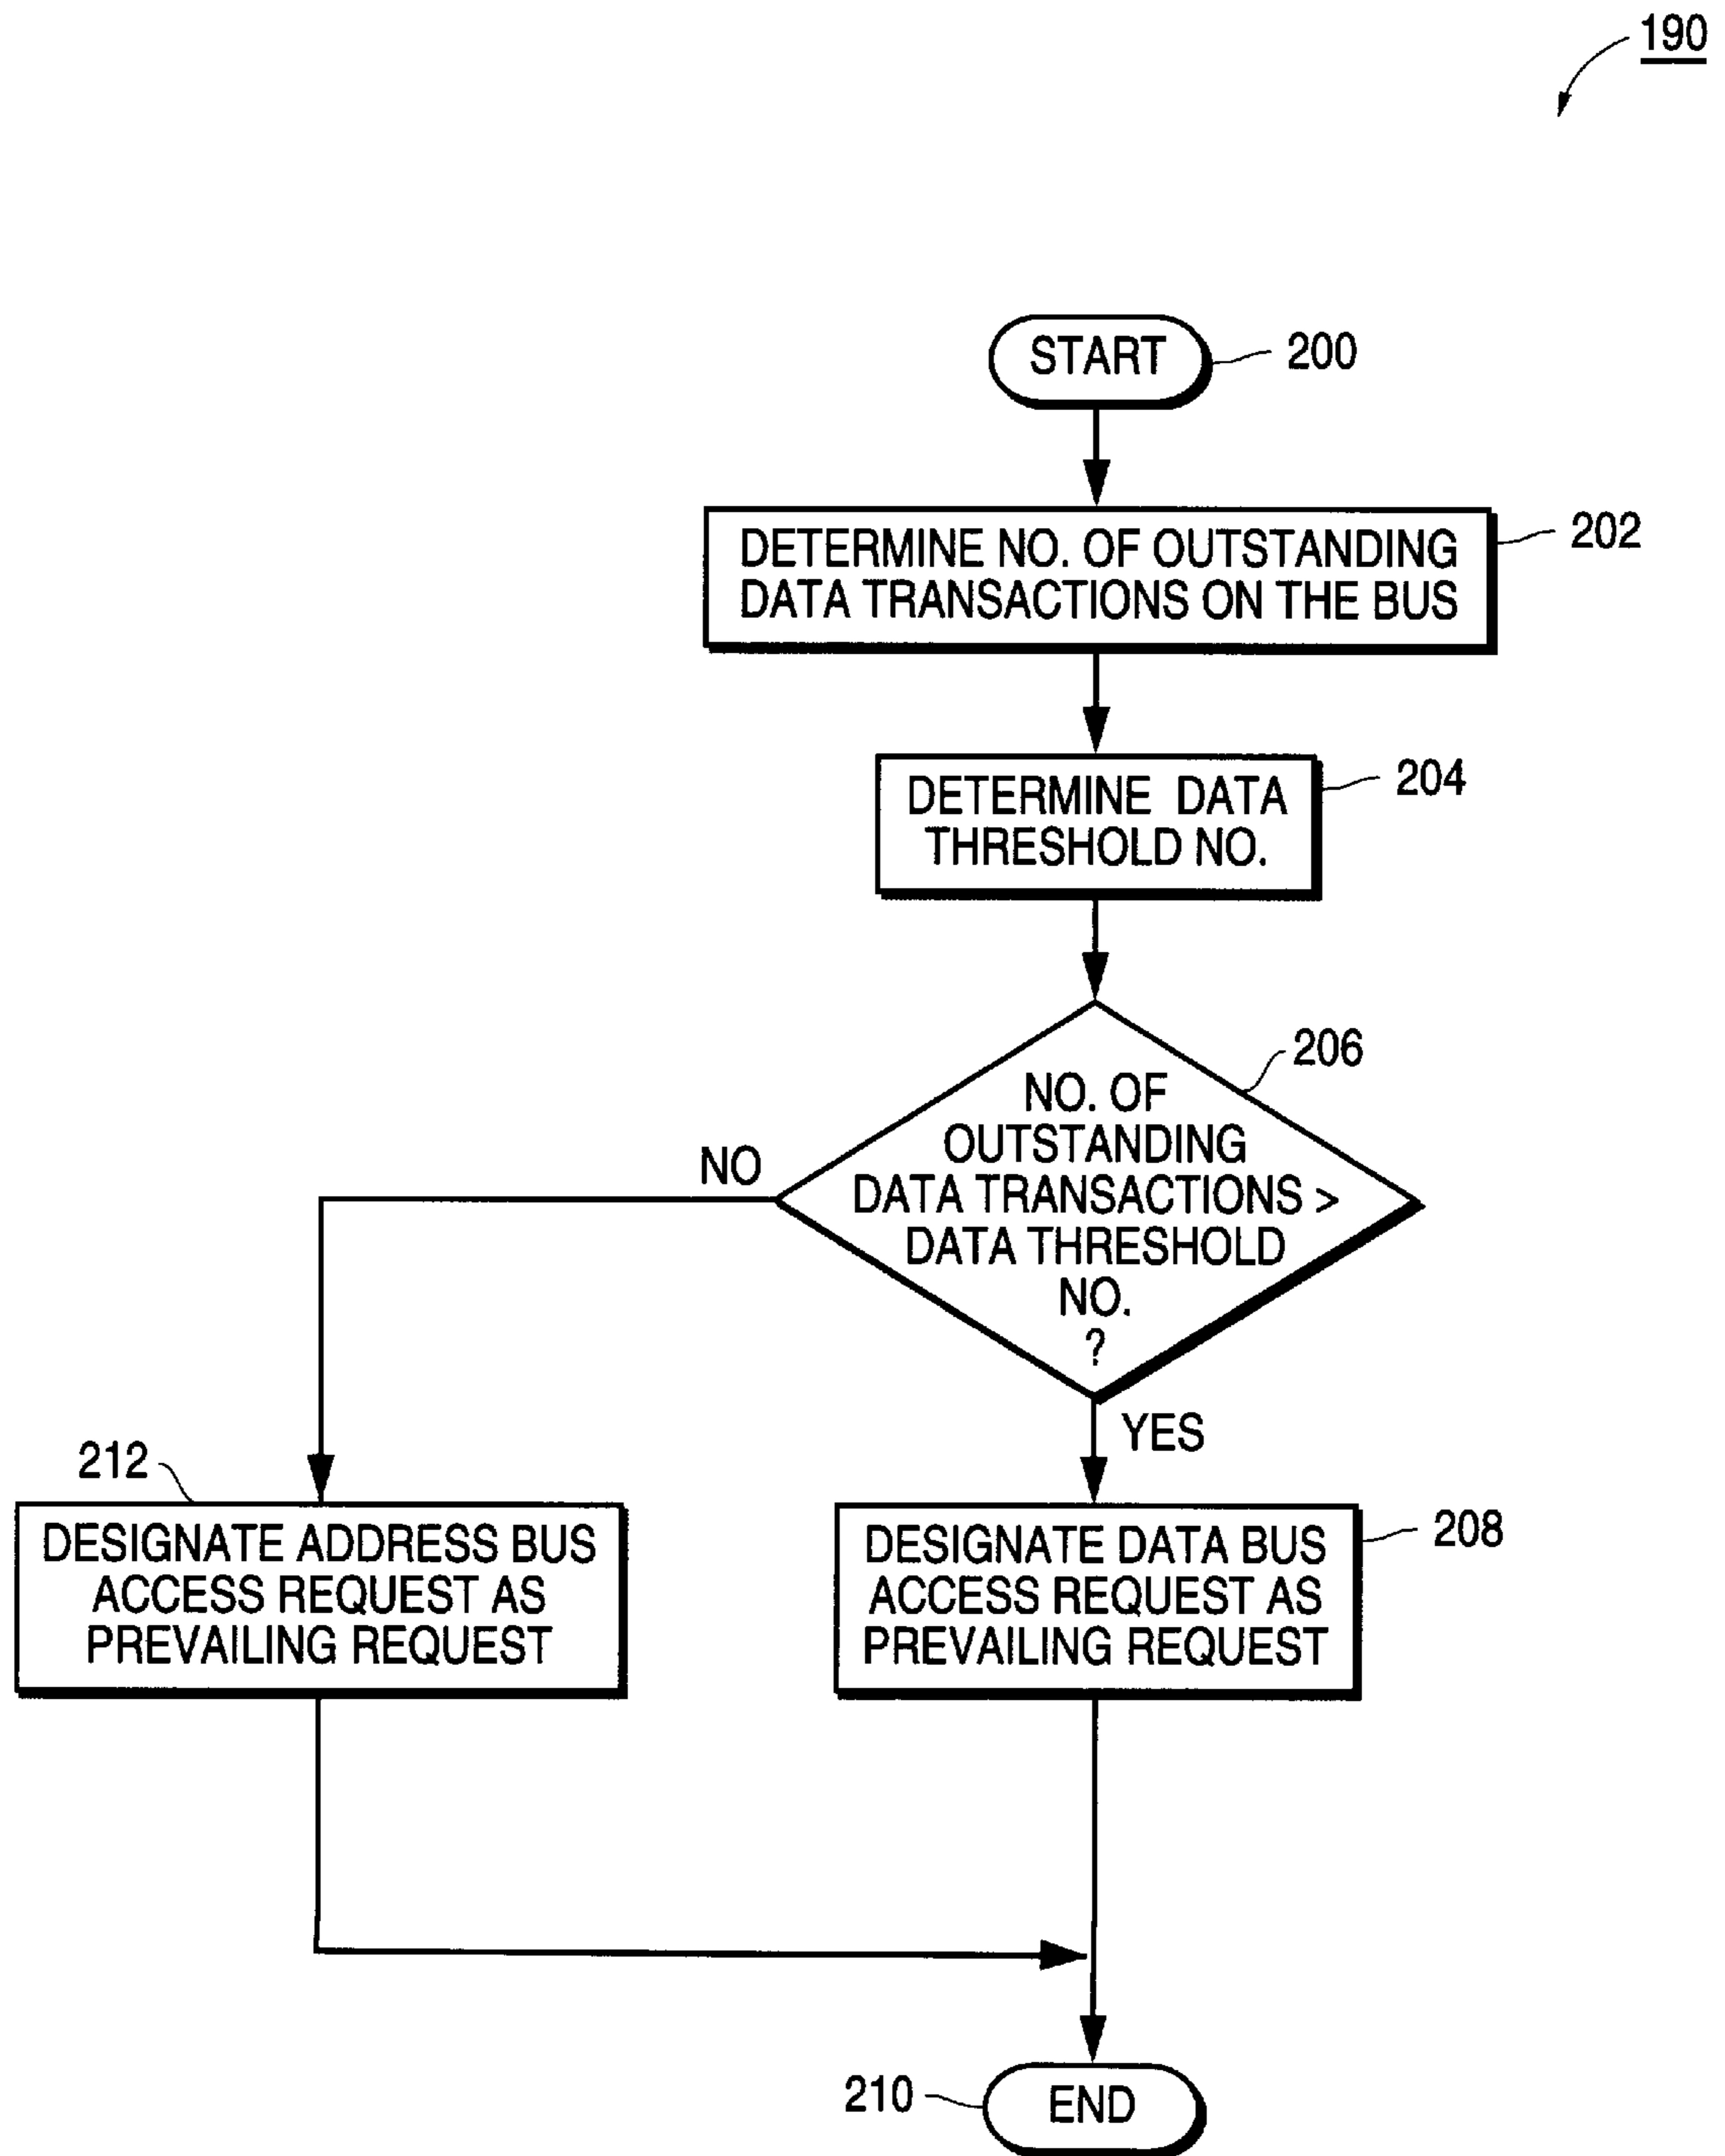 190
START
200
DETERMINE NO. OF OUTSTANDING
DATA TRANSACTIONS ON THE BUS
202
DETERMINE DATA
THRESHOLD NO.
204
206
NO. OF
OUTSTANDING
DATA TRANSACTIONS >
DATA THRESHOLD
NO.
?
NO
YES
212
DESIGNATE ADDRESS BUS
ACCESS REQUEST AS
PREVAILING REQUEST
DESIGNATE DATA BUS
ACCESS REQUEST AS
PREVAILING REQUEST
208
210
END